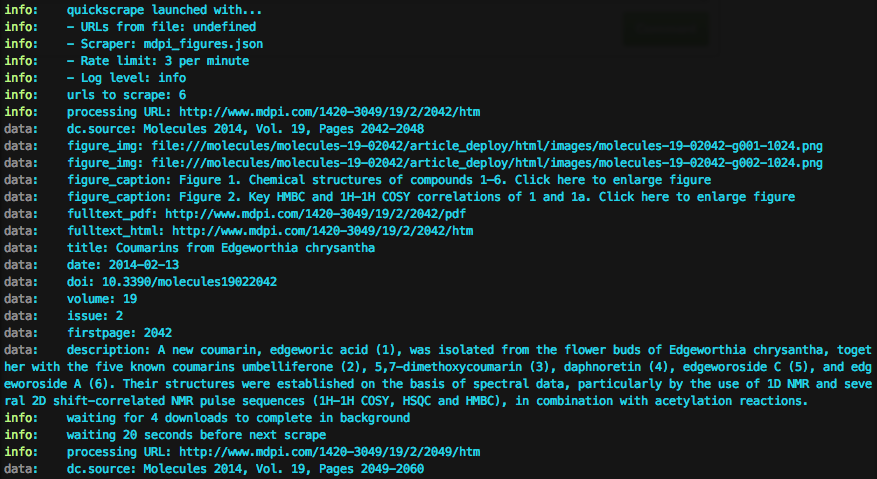 info: quickscrape launched with...
info: - URLs from file: undefined
info: - Scraper: mdpi_figures.json
info: - Rate limit: 3 per minute
info: - Log level: info
info: urls to scrape: 6
info: processing URL: http://www.mdpi.com/1420-3049/19/2/2042/htm
data: dc.source: Molecules 2014, Vol. 19, Pages 2042-2048
data: figure_img: file:///molecules/molecules-19-02042/article_deploy/html/images/molecules-19-02042-g001-1024.png
data: figure_img: file:///molecules/molecules-19-02042/article_deploy/html/images/molecules-19-02042-g002-1024.png
data: figure_caption: Figure 1. Chemical structures of compounds 1–6. Click here to enlarge figure
data: figure_caption: Figure 2. Key HMBC and 1H-1H COSY correlations of 1 and 1a. Click here to enlarge figure
data: fulltext_pdf: http://www.mdpi.com/1420-3049/19/2/2042/pdf
data: fulltext_html: http://www.mdpi.com/1420-3049/19/2/2042/htm
data: title: Coumarins from Edgeworthia chrysantha
data: date: 2014-02-13
data: doi: 10.3390/molecules19022042
data: volume: 19
data: issue: 2
data: firstpage: 2042
data: description: A new coumarin, edgeworic acid (1), was isolated from the flower buds of Edgeworthia chrysantha, toget
her with the five known coumarins umbelliferone (2), 5,7-dimethoxycoumarin (3), daphnoretin (4), edgeworoside C (5), and edg
eworoside A (6). Their structures were established on the basis of spectral data, particularly by the use of 1D NMR and seve
ral 2D shift-correlated NMR pulse sequences (1H-1H COSY, HSQC and HMBC), in combination with acetylation reactions.
info: waiting for 4 downloads to complete in background
info: waiting 20 seconds before next scrape
info: processing URL: http://www.mdpi.com/1420-3049/19/2/2049/htm
data: dc.source: Molecules 2014, Vol. 19, Pages 2049-2060